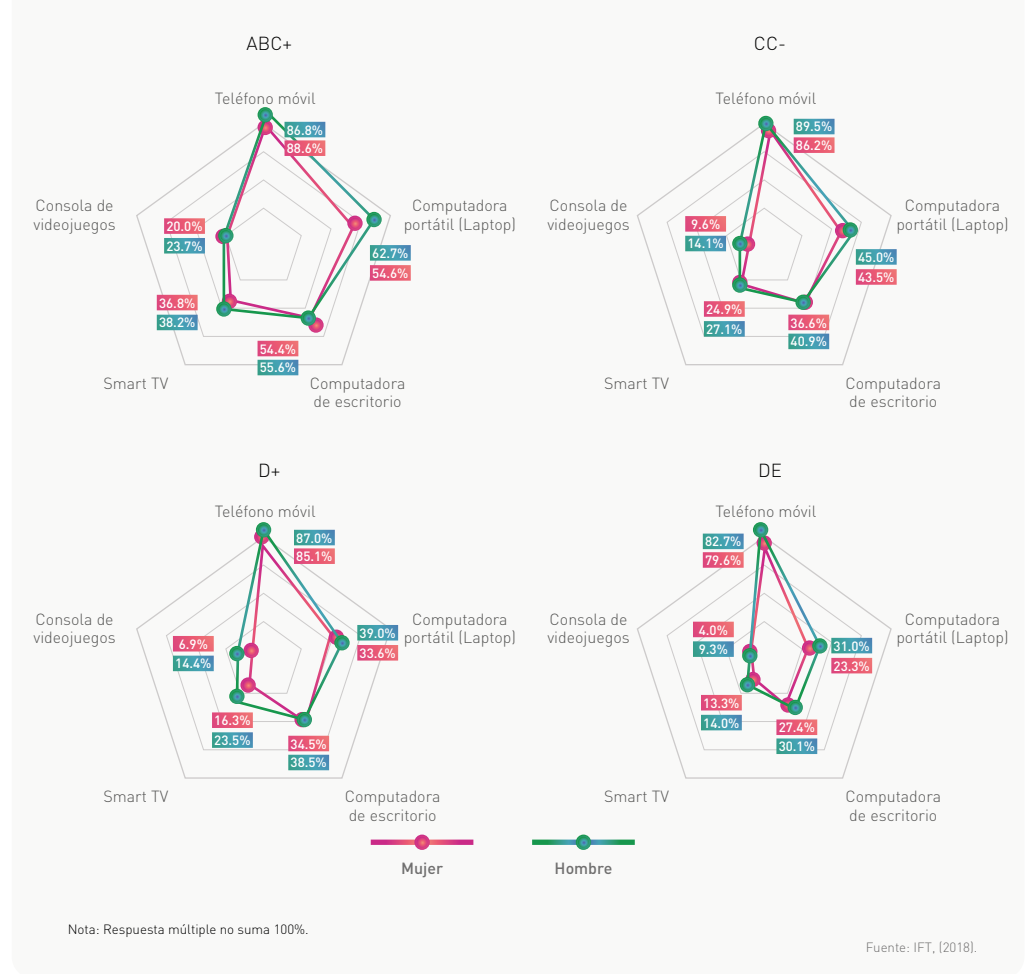 ABC+
Teléfono móvil
86.8%
88.6%
Consola de
videojuegos
Computadora
portátil (Laptop)
20.0%
23.7%
62.7%
54.6%
36.8%
38.2%
54.4%
55.6%
Smart TV
Computadora
de escritorio
CC-
Teléfono móvil
89.5%
86.2%
Consola de
videojuegos
Computadora
portátil (Laptop)
9.6%
14.1%
45.0%
43.5%
24.9%
27.1%
36.6%
40.9%
Smart TV
Computadora
de escritorio
D+
Teléfono móvil
87.0%
85.1%
Consola de
videojuegos
Computadora
portátil (Laptop)
6.9%
14.4%
39.0%
33.6%
16.3%
23.5%
34.5%
38.5%
Smart TV
Computadora
de escritorio
DE
Teléfono móvil
82.7%
79.6%
Consola de
videojuegos
Computadora
portátil (Laptop)
4.0%
9.3%
31.0%
23.3%
13.3%
14.0%
27.4%
30.1%
Smart TV
Computadora
de escritorio
Mujer
Hombre
Nota: Respuesta múltiple no suma 100%.
Fuente: IFT, (2018).